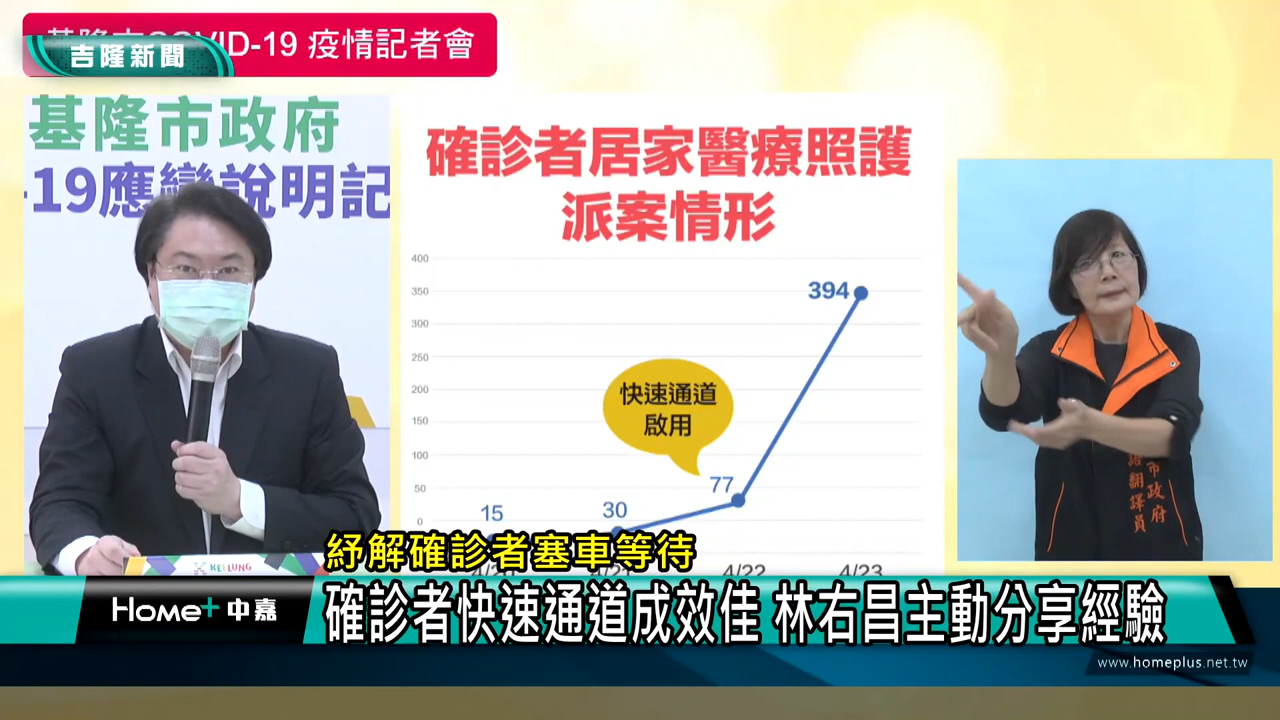 COVID-19 疫情記者會
吉隆新聞
基隆市政府
-19應變說明記
確診者居家醫療照護
派案情形
400
350
300
250
200
150
100
50
0
394
快速通道
啟用
77
30
15
4/21
4/22
4/23
市政府
語翻譯員
KEELUNG
紓解確診者塞車等待
Home+中嘉
確診者快速通道成效佳 林右昌主動分享經驗
www.homeplus.net.tw